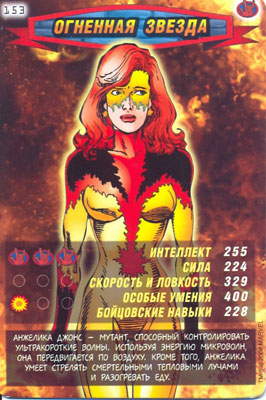 153
ОГНЕННАЯ ЗВЕЗДА
ИНТЕЛЛЕКТ 255
СИЛА 224
СКОРОСТЬ И ЛОВКОСТЬ 329
ОСОБЫЕ УМЕНИЯ 400
БОЙЦОВСКИЕ НАВЫКИ 228
АНЖЕЛИКА ДЖОНС – МУТАНТ, СПОСОБНЫЙ КОНТРОЛИРОВАТЬ
УЛЬТРАКОРОТКИЕ ВОЛНЫ. ИСПОЛЬЗУЯ ЭНЕРГИЮ МИКРОВОЛН,
ОНА ПЕРЕДВИГАЕТСЯ ПО ВОЗДУХУ. КРОМЕ ТОГО, АНЖЕЛИКА
УМЕЕТ СТРЕЛЯТЬ СМЕРТЕЛЬНЫМИ ТЕПЛОВЫМИ ЛУЧАМИ
И РАЗОГРЕВАТЬ ЕДУ.